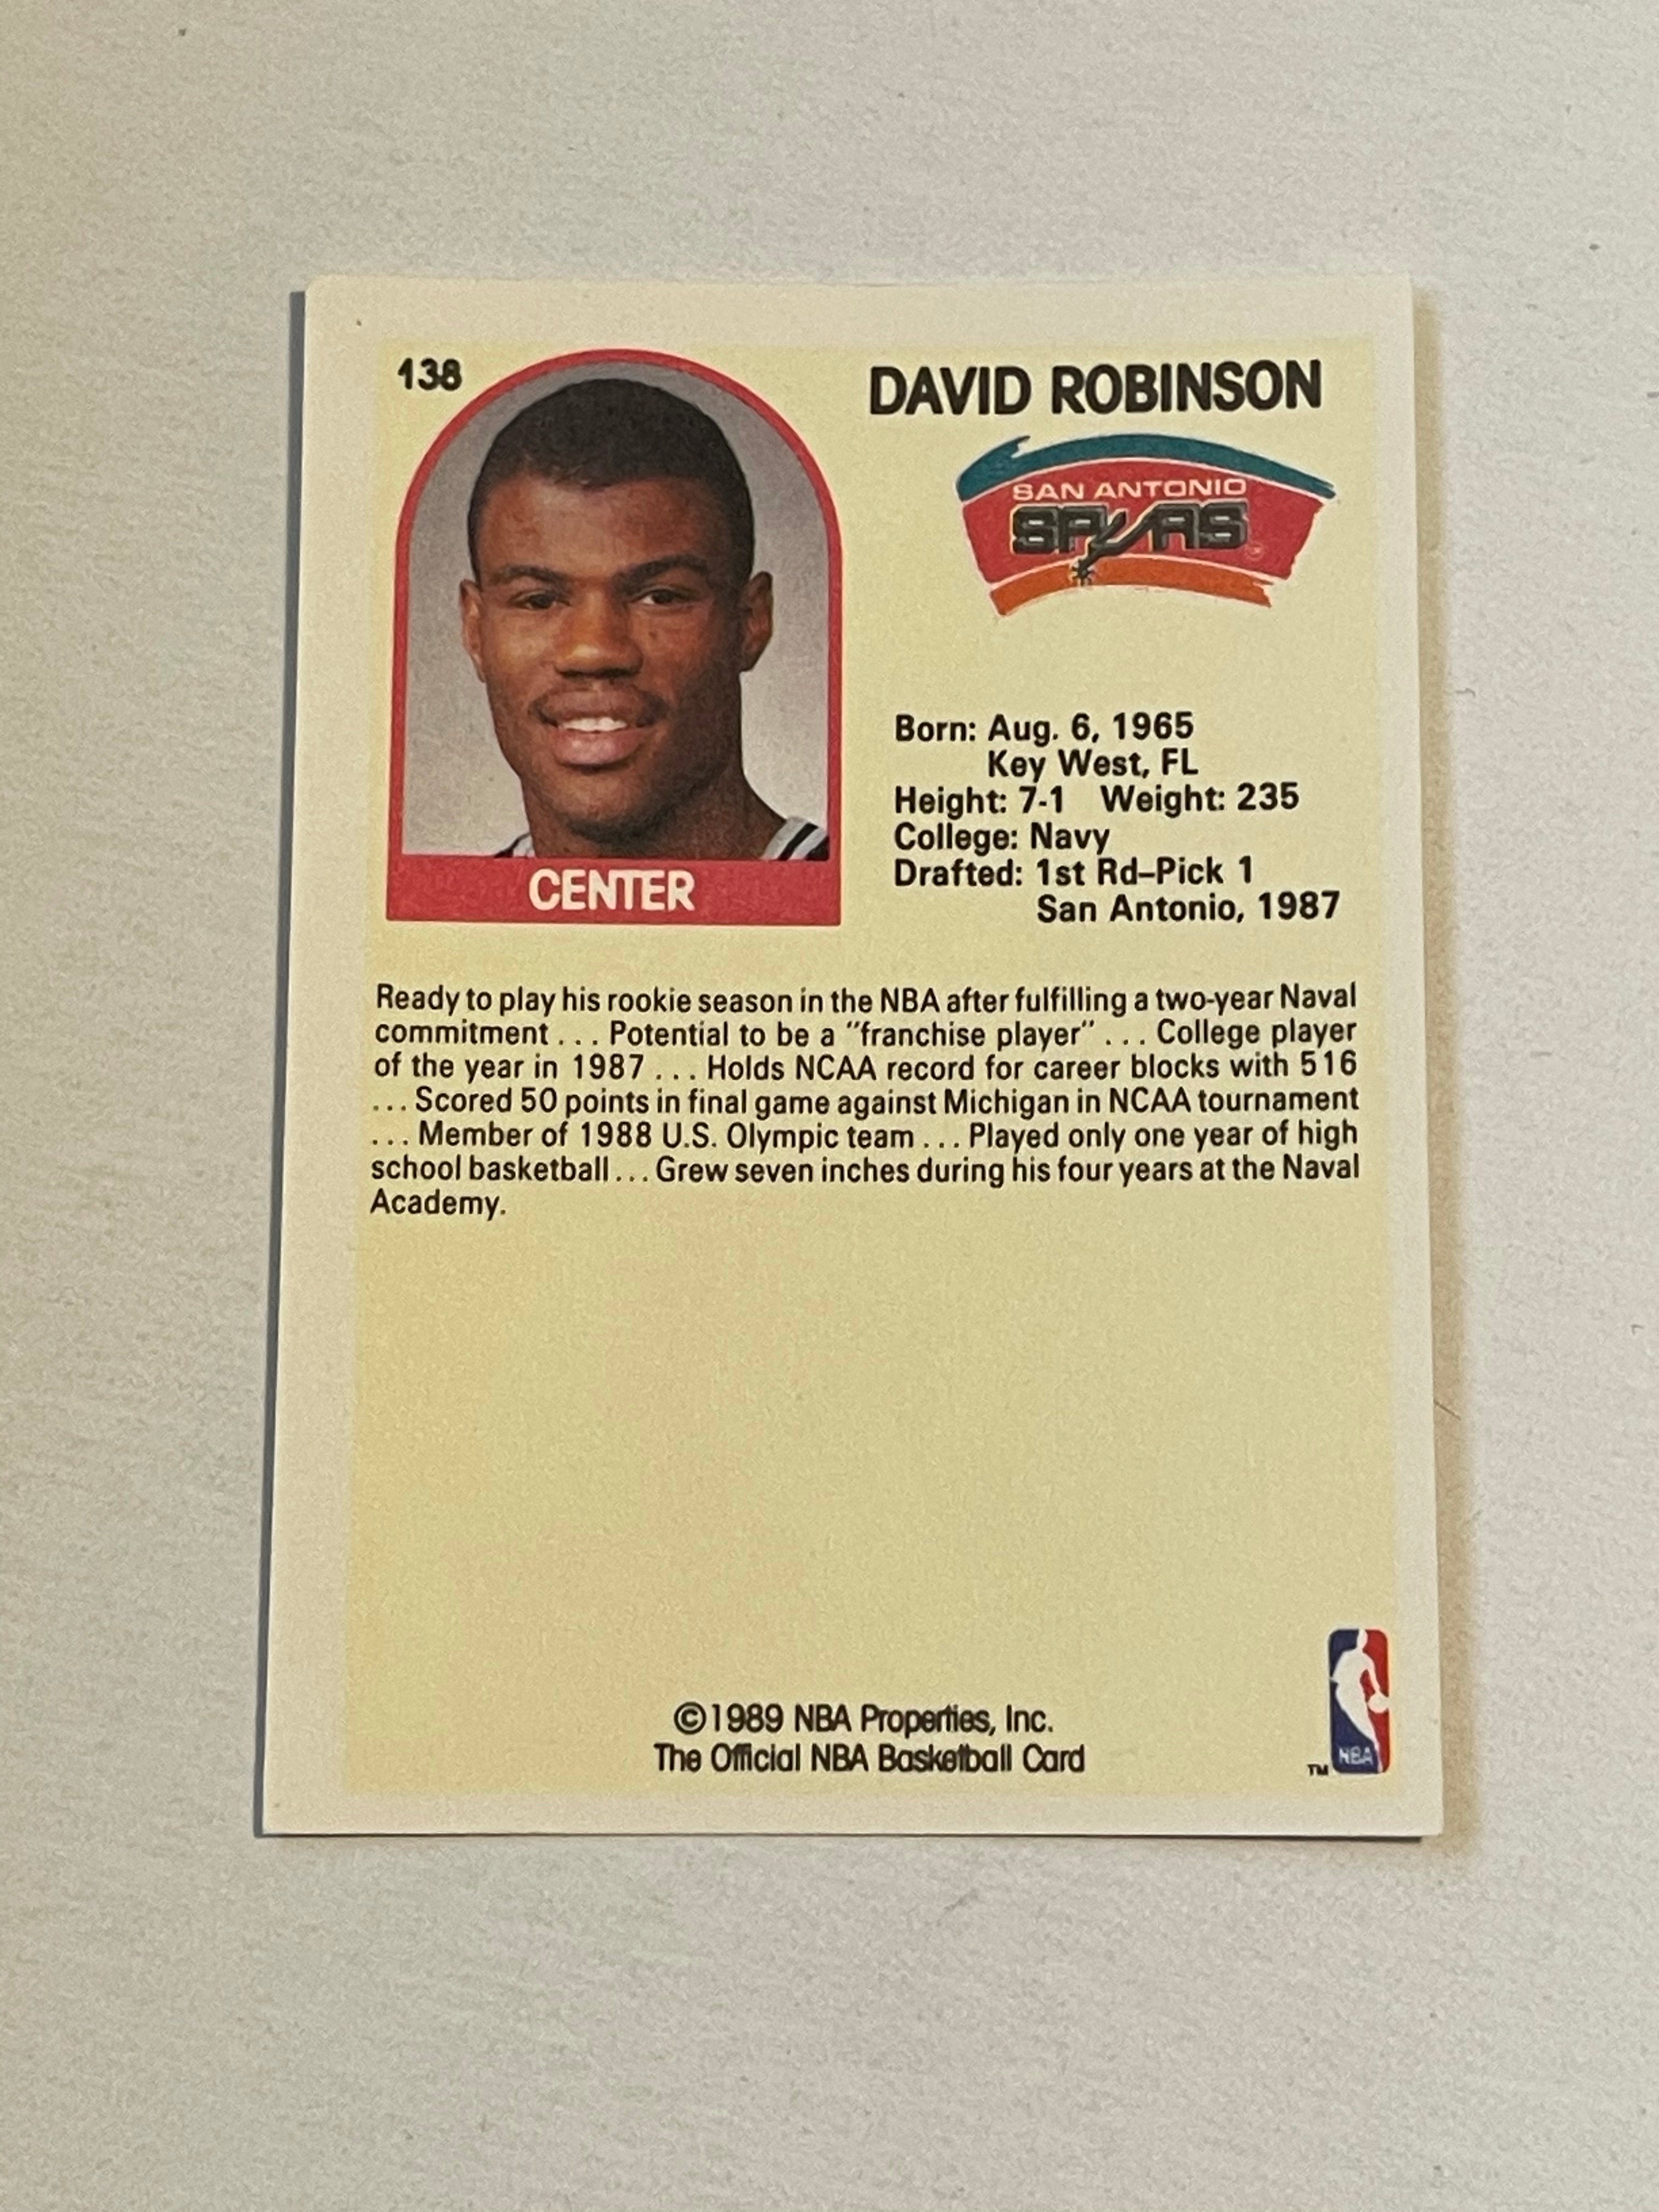 138
DAVID ROBINSON
SAN ANTONIO
SPURS
Born: Aug. 6, 1965
Key West, FL
Height: 7-1 Weight: 235
College: Navy
Drafted: 1st Rd–Pick 1
San Antonio, 1987
CENTER
Ready to play his rookie season in the NBA after fulfilling a two-year Naval
commitment . . . Potential to be a "franchise player" . . . College player
of the year in 1987 . . . Holds NCAA record for career blocks with 516
. . . Scored 50 points in final game against Michigan in NCAA tournament
. . . Member of 1988 U.S. Olympic team . . . Played only one year of high
school basketball . . . Grew seven inches during his four years at the Naval
Academy.
©1989 NBA Properties, Inc.
The Official NBA Basketball Card
TM NBA